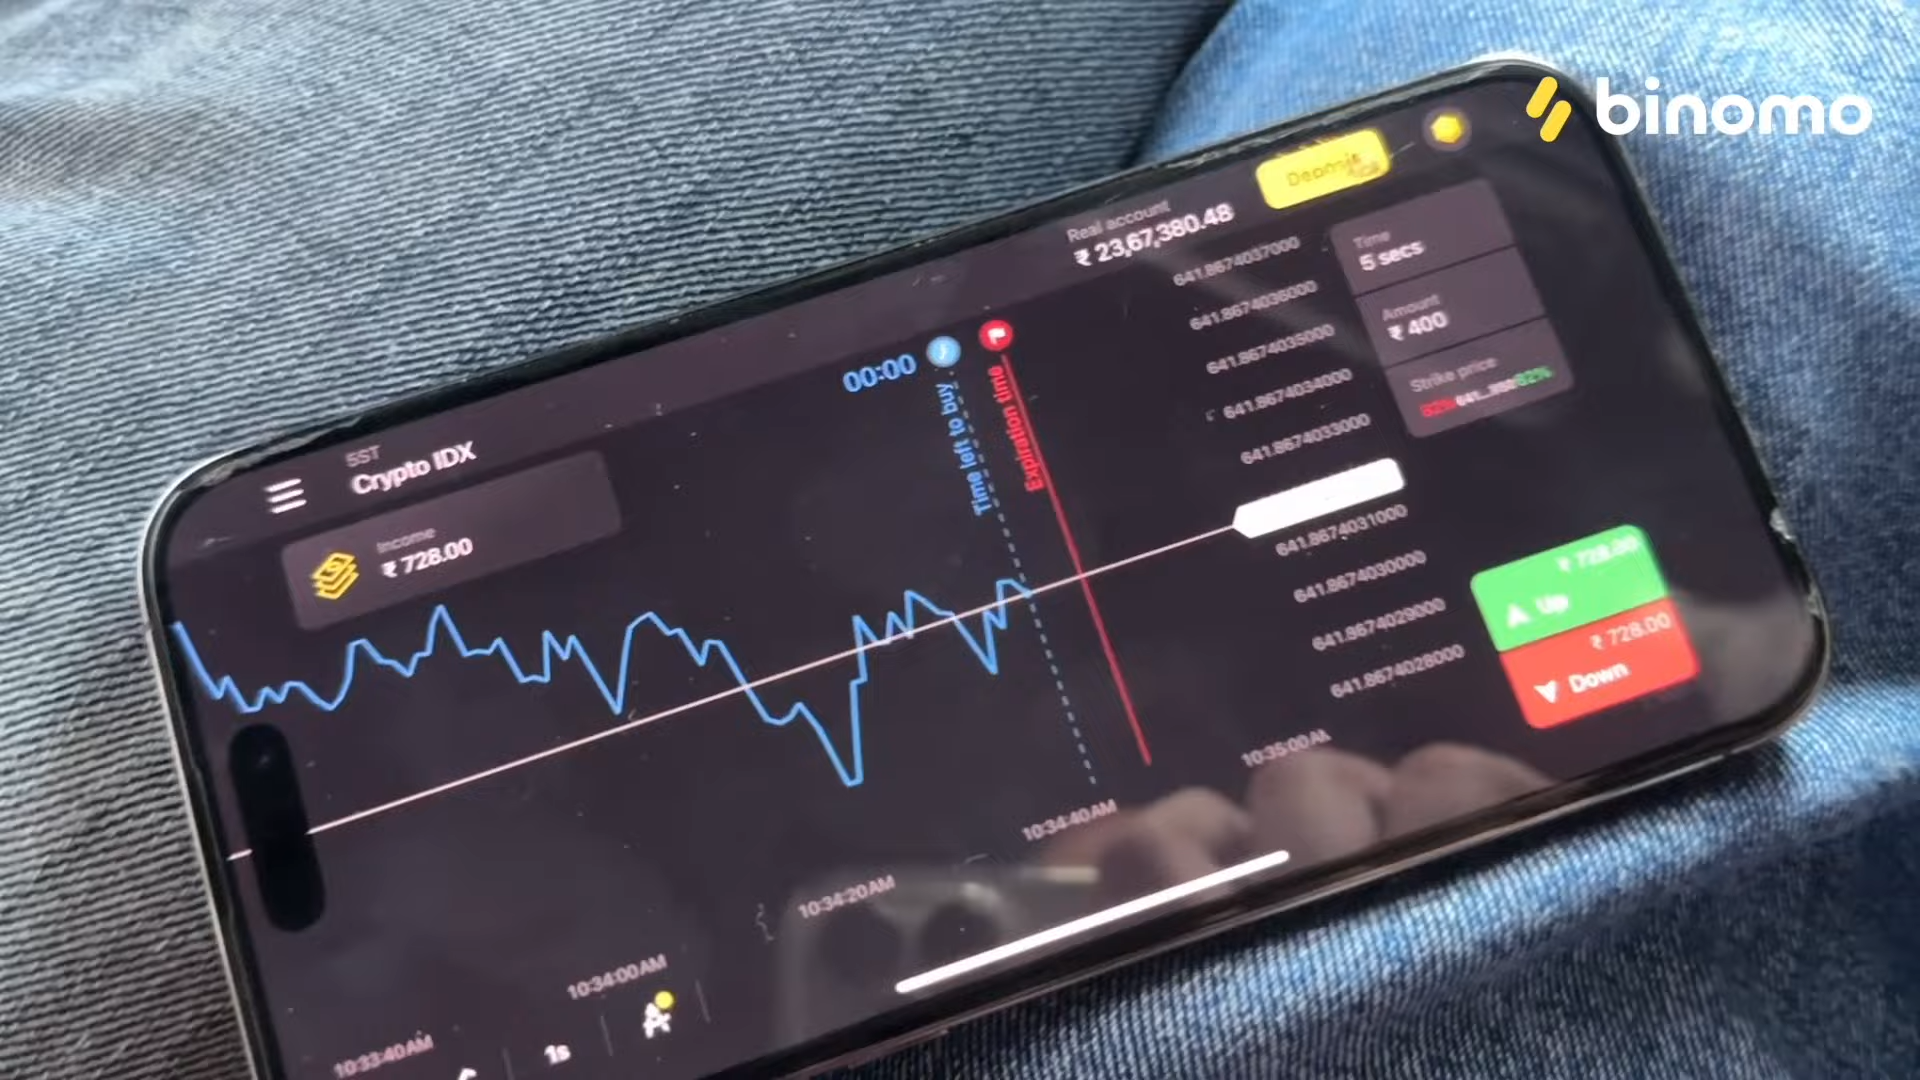 binomo
Deposit
Real account
₹ 23,67,380.48
Time
5 secs
Amount
₹ 400
Strike price
82%
82%
641.8674037000
641.8674036000
641.8674035000
641.8674034000
641.8674033000
641.8674031000
641.8674030000
641.8674029000
641.8674028000
00:00
Time left to buy
Expiration time
5ST
Crypto IDX
Income
₹ 728.00
₹ 728.00
Up
₹ 728.00
Down
10:35:00 AM
10:34:40 AM
10:34:20 AM
10:34:00 AM
10:33:40 AM
1s